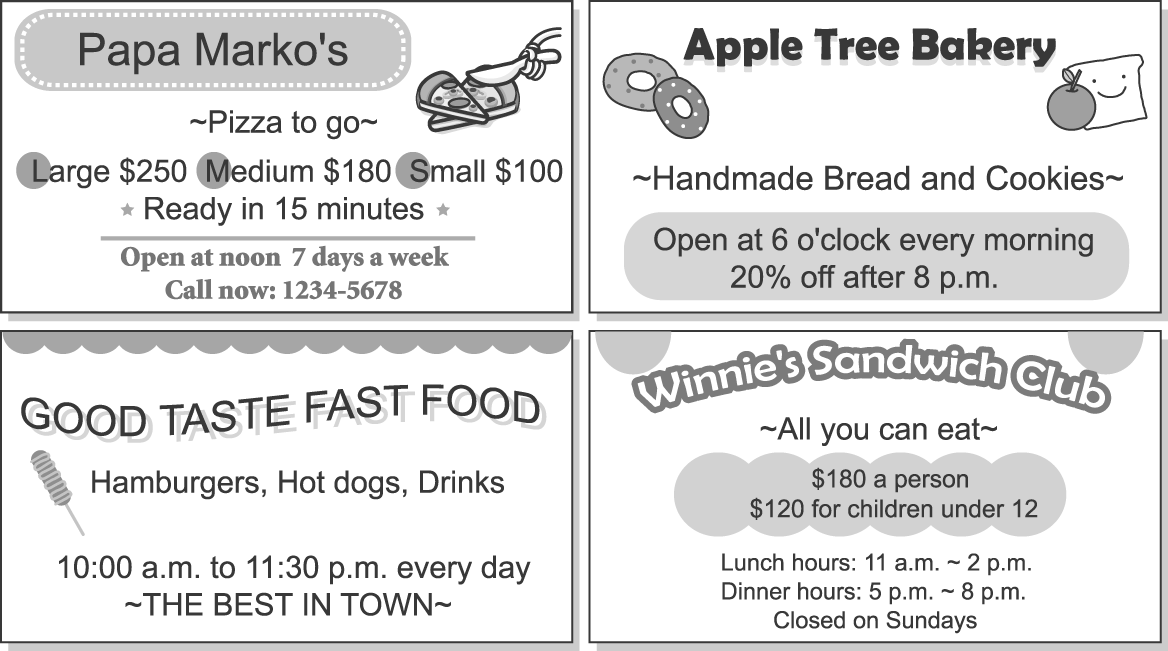 Papa Marko's
~Pizza to go~
Large $250 Medium $180 Small $100
Ready in 15 minutes
Open at noon 7 days a week
Call now: 1234-5678
Apple Tree Bakery
~Handmade Bread and Cookies~
Open at 6 o'clock every morning
20% off after 8 p.m.
GOOD TASTE FAST FOOD
Hamburgers, Hot dogs, Drinks
10:00 a.m. to 11:30 p.m. every day
~THE BEST IN TOWN~
Winnie's Sandwich Club
~All you can eat~
$180 a person
$120 for children under 12
Lunch hours: 11 a.m. ~ 2 p.m.
Dinner hours: 5 p.m. ~ 8 p.m.
Closed on Sundays